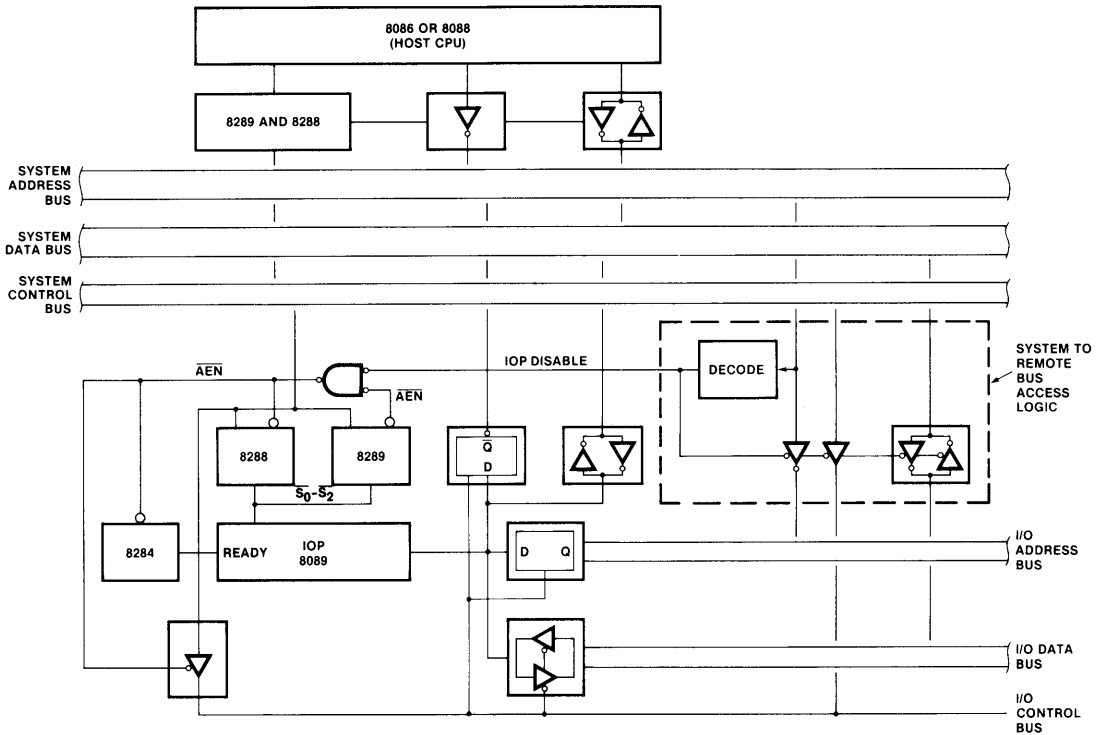 8086 OR 8088
(HOST CPU)
8289 AND 8288
SYSTEM
ADDRESS
BUS
SYSTEM
DATA BUS
SYSTEM
CONTROL
BUS
IOP DISABLE
DECODE
SYSTEM TO
REMOTE
BUS
ACCESS
LOGIC
AEN
AEN
8288
8289
Q
D
S0-S2
8284
READY
IOP
8089
D Q
I/O
ADDRESS
BUS
I/O DATA
BUS
I/O
CONTROL
BUS